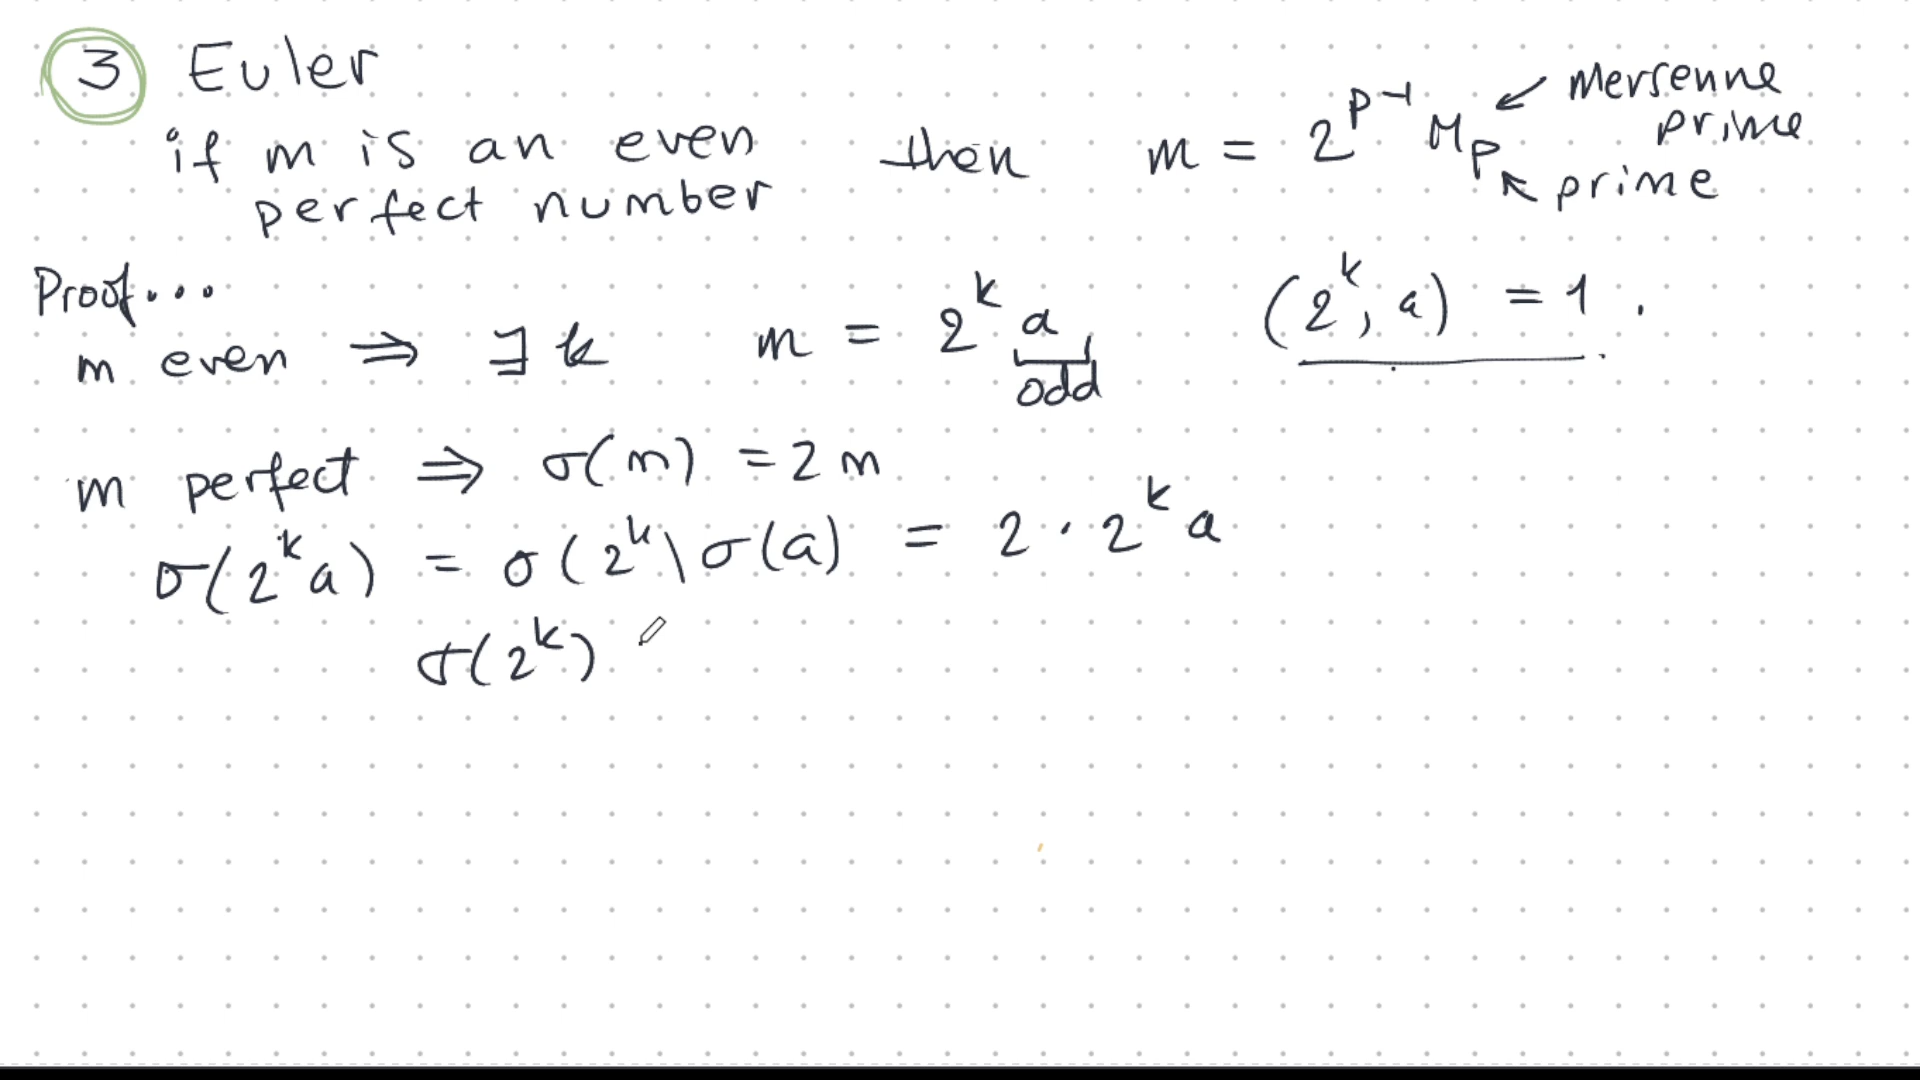 3 Euler
if m is an even perfect number then m = 2^{p-1} M_p ↙ Mersenne prime ↖ prime
Proof...
m even ⇒ ∃ k m = 2^k a odd (2^k, a) = 1.
m perfect ⇒ σ(m) = 2m
σ(2^k a) = σ(2^k) σ(a) = 2 · 2^k a
σ(2^k)